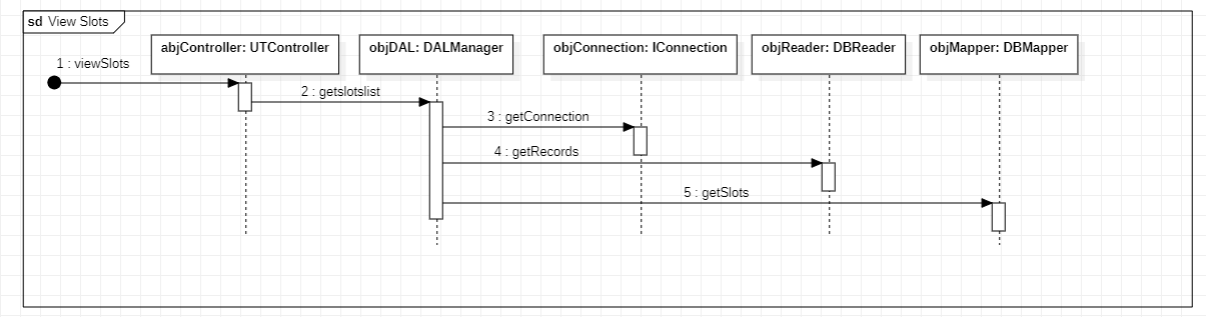 sd View Slots
abjController: UTController
objDAL: DALManager
objConnection: IConnection
objReader: DBReader
objMapper: DBMapper
1 : viewSlots
2 : getslotslist
3 : getConnection
4 : getRecords
5 : getSlots